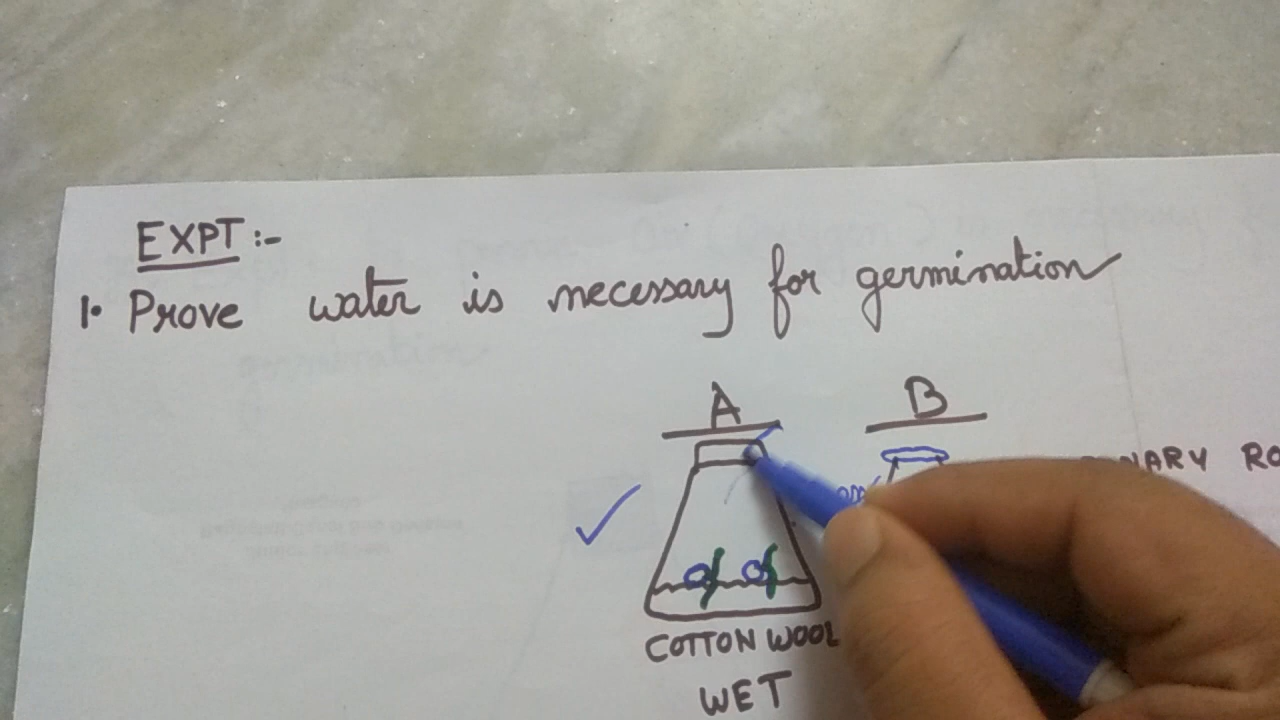 EXPT :-
1. Prove water is necessary for germination
A B
COTTON WOOL
WET